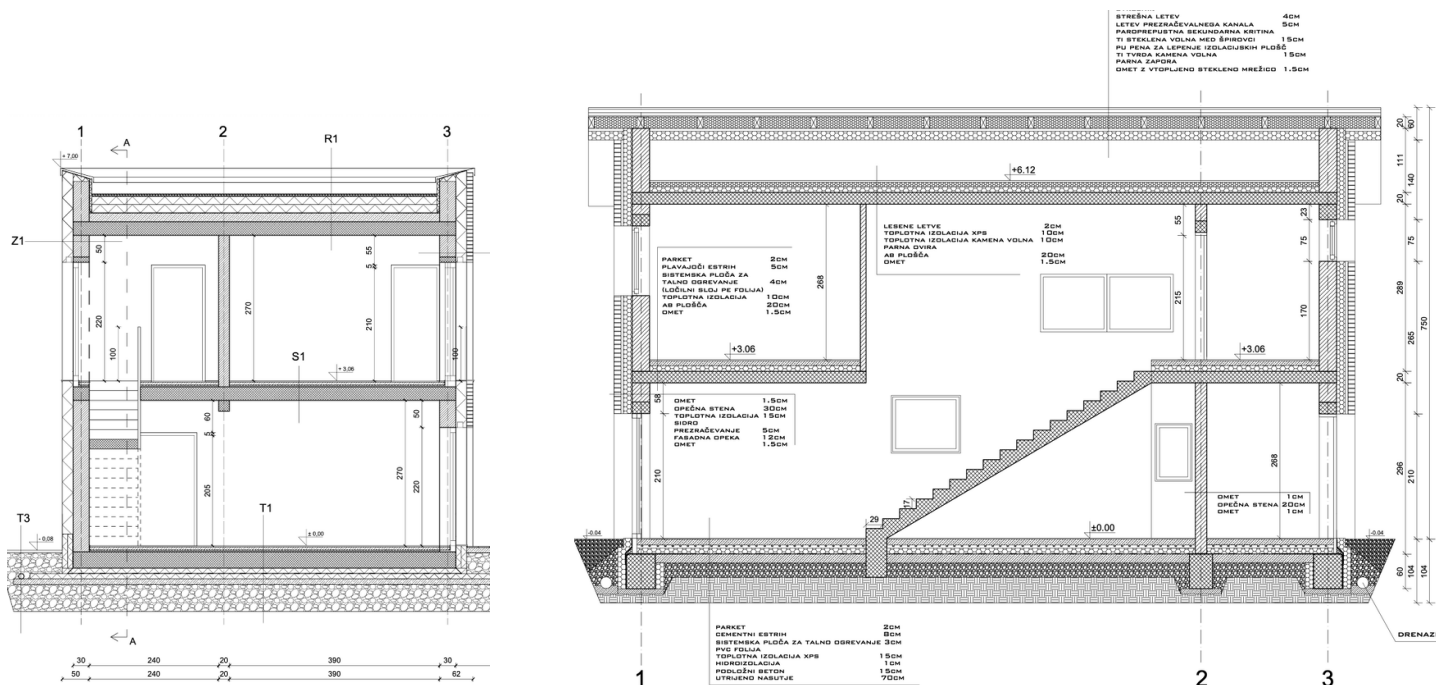 1
2
3
A
R1
+ 7,00
Z1
50
55
5
220
270
210
100
100
S1
+ 3,06
60
5
50
270
205
220
T1
± 0,00
T3
- 0,08
A
30
240
20
390
30
50
240
20
390
62
STREŠNA LETEV 4CM
LETEV PREZRAČEVALNEGA KANALA 5CM
PAROPREPUSTNA SEKUNDARNA KRITINA
TI STEKLENA VOLNA MED ŠPIROVCI 15CM
PU PENA ZA LEPENJE IZOLACIJSKIH PLOŠČ
TI TVRDA KAMENA VOLNA 15CM
PARNA ZAPORA
OMET Z VTOPLJENO STEKLENO MREŽICO 1.5CM
+6.12
LESENE LETVE 2CM
TOPLOTNA IZOLACIJA XPS 10CM
TOPLOTNA IZOLACIJA KAMENA VOLNA 10CM
PARNA OVIRA
AB PLOŠČA 20CM
OMET 1.5CM
PARKET 2CM
PLAVAJOČI ESTRIH 5CM
SISTEMSKA PLOČA ZA
TALNO OGREVANJE 4CM
(LOČILNI SLOJ PE FOLIJA)
TOPLOTNA IZOLACIJA 10CM
AB PLOŠČA 20CM
OMET 1.5CM
268
55
215
23
75
170
+3.06
+3.06
OMET 1.5CM
OPEČNA STENA 30CM
TOPLOTNA IZOLACIJA 15CM
SIDRO
PREZRAČEVANJE 5CM
FASADNA OPEKA 12CM
OMET 1.5CM
58
210
17
29
268
OMET 1CM
OPEČNA STENA 20CM
OMET 1CM
±0.00
-0.04
-0.04
20
60
111
140
20
75
289
265
750
20
296
210
60
104
104
DRENAŽ
PARKET 2CM
CEMENTNI ESTRIH 8CM
SISTEMSKA PLOČA ZA TALNO OGREVANJE 3CM
PVC FOLIJA
TOPLOTNA IZOLACIJA XPS 15CM
HIDROIZOLACIJA 1CM
PODLOŽNI BETON 15CM
UTRJENO NASUTJE 70CM
1
2
3